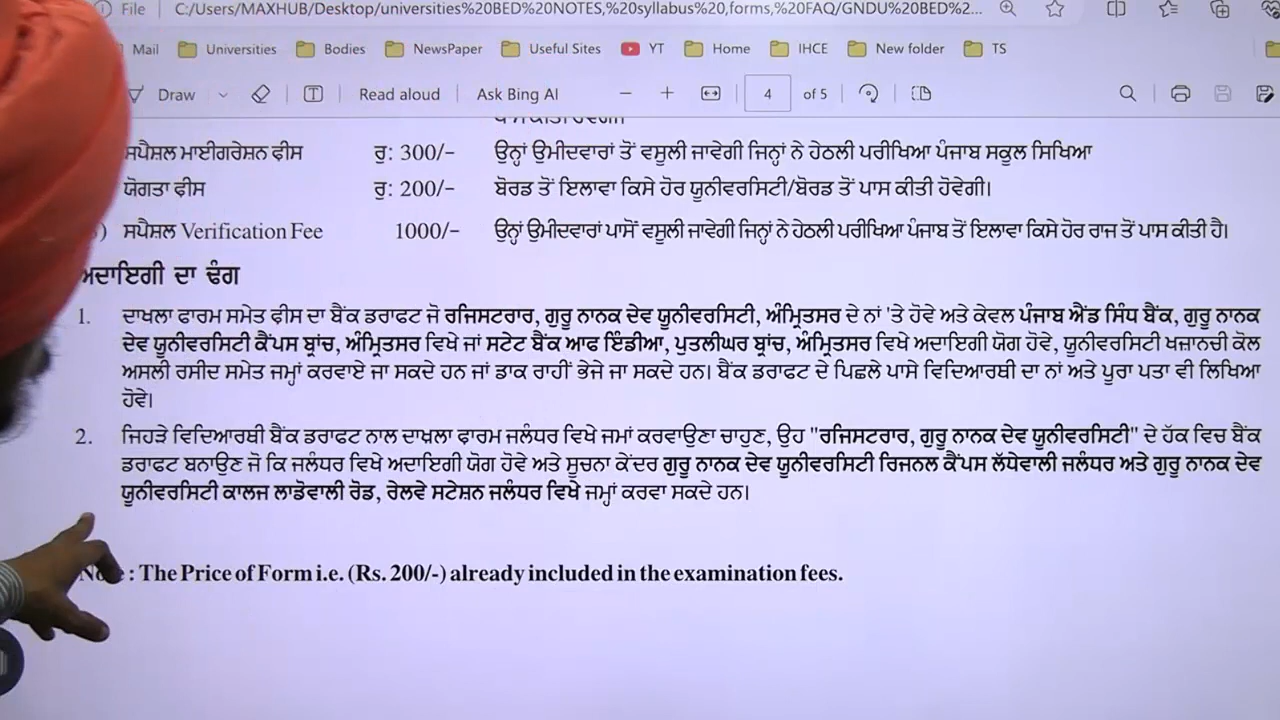 File C:/Users/MAXHUB/Desktop/universities%20BED%20NOTES,%20syllabus%20,forms,%20FAQ/GNDU%20BED%2...
Mail Universities Bodies NewsPaper Useful Sites YT Home IHCE New folder TS
Draw Read aloud Ask Bing AI 4 of 5
ਸਪੈਸ਼ਲ ਮਾਈਗਰੇਸ਼ਨ ਫੀਸ ਰੁ: 300/- ਉਨ੍ਹਾਂ ਉਮੀਦਵਾਰਾਂ ਤੋਂ ਵਸੂਲੀ ਜਾਵੇਗੀ ਜਿਨ੍ਹਾਂ ਨੇ ਹੇਠਲੀ ਪਰੀਖਿਆ ਪੰਜਾਬ ਸਕੂਲ ਸਿਖਿਆ
ਯੋਗਤਾ ਫੀਸ ਰੁ: 200/- ਬੋਰਡ ਤੋਂ ਇਲਾਵਾ ਕਿਸੇ ਹੋਰ ਯੂਨੀਵਰਸਿਟੀ/ਬੋਰਡ ਤੋਂ ਪਾਸ ਕੀਤੀ ਹੋਵੇਗੀ।
) ਸਪੈਸ਼ਲ Verification Fee 1000/- ਉਨ੍ਹਾਂ ਉਮੀਦਵਾਰਾਂ ਪਾਸੋਂ ਵਸੂਲੀ ਜਾਵੇਗੀ ਜਿਨ੍ਹਾਂ ਨੇ ਹੇਠਲੀ ਪਰੀਖਿਆ ਪੰਜਾਬ ਤੋਂ ਇਲਾਵਾ ਕਿਸੇ ਹੋਰ ਰਾਜ ਤੋਂ ਪਾਸ ਕੀਤੀ ਹੈ।
ਅਦਾਇਗੀ ਦਾ ਢੰਗ
1. ਦਾਖਲਾ ਫਾਰਮ ਸਮੇਤ ਫੀਸ ਦਾ ਬੈਂਕ ਡਰਾਫਟ ਜੋ ਰਜਿਸਟਰਾਰ, ਗੁਰੂ ਨਾਨਕ ਦੇਵ ਯੂਨੀਵਰਸਿਟੀ, ਅੰਮ੍ਰਿਤਸਰ ਦੇ ਨਾਂ 'ਤੇ ਹੋਵੇ ਅਤੇ ਕੇਵਲ ਪੰਜਾਬ ਐਂਡ ਸਿੰਧ ਬੈਂਕ, ਗੁਰੂ ਨਾਨਕ
ਦੇਵ ਯੂਨੀਵਰਸਿਟੀ ਕੈਂਪਸ ਬ੍ਰਾਂਚ, ਅੰਮ੍ਰਿਤਸਰ ਵਿਖੇ ਜਾਂ ਸਟੇਟ ਬੈਂਕ ਆਫ ਇੰਡੀਆ, ਪੁਤਲੀਘਰ ਬ੍ਰਾਂਚ, ਅੰਮ੍ਰਿਤਸਰ ਵਿਖੇ ਅਦਾਇਗੀ ਯੋਗ ਹੋਵੇ, ਯੂਨੀਵਰਸਿਟੀ ਖਜ਼ਾਨਚੀ ਕੋਲ
ਅਸਲੀ ਰਸੀਦ ਸਮੇਤ ਜਮ੍ਹਾਂ ਕਰਵਾਏ ਜਾ ਸਕਦੇ ਹਨ ਜਾਂ ਡਾਕ ਰਾਹੀਂ ਭੇਜੇ ਜਾ ਸਕਦੇ ਹਨ। ਬੈਂਕ ਡਰਾਫਟ ਦੇ ਪਿਛਲੇ ਪਾਸੇ ਵਿਦਿਆਰਥੀ ਦਾ ਨਾਂ ਅਤੇ ਪੂਰਾ ਪਤਾ ਵੀ ਲਿਖਿਆ
ਹੋਵੇ।
2. ਜਿਹੜੇ ਵਿਦਿਆਰਥੀ ਬੈਂਕ ਡਰਾਫਟ ਨਾਲ ਦਾਖਲਾ ਫਾਰਮ ਜਲੰਧਰ ਵਿਖੇ ਜਮਾਂ ਕਰਵਾਉਣਾ ਚਾਹੁਣ, ਉਹ "ਰਜਿਸਟਰਾਰ, ਗੁਰੂ ਨਾਨਕ ਦੇਵ ਯੂਨੀਵਰਸਿਟੀ" ਦੇ ਹੱਕ ਵਿਚ ਬੈਂਕ
ਡਰਾਫਟ ਬਨਾਉਣ ਜੋ ਕਿ ਜਲੰਧਰ ਵਿਖੇ ਅਦਾਇਗੀ ਯੋਗ ਹੋਵੇ ਅਤੇ ਸੂਚਨਾ ਕੇਂਦਰ ਗੁਰੂ ਨਾਨਕ ਦੇਵ ਯੂਨੀਵਰਸਿਟੀ ਰਿਜਨਲ ਕੈਂਪਸ ਲੱਧੇਵਾਲੀ ਜਲੰਧਰ ਅਤੇ ਗੁਰੂ ਨਾਨਕ ਦੇਵ
ਯੂਨੀਵਰਸਿਟੀ ਕਾਲਜ ਲਾਡੋਵਾਲੀ ਰੋਡ, ਰੇਲਵੇ ਸਟੇਸ਼ਨ ਜਲੰਧਰ ਵਿਖੇ ਜਮ੍ਹਾਂ ਕਰਵਾ ਸਕਦੇ ਹਨ।
Note : The Price of Form i.e. (Rs. 200/-) already included in the examination fees.